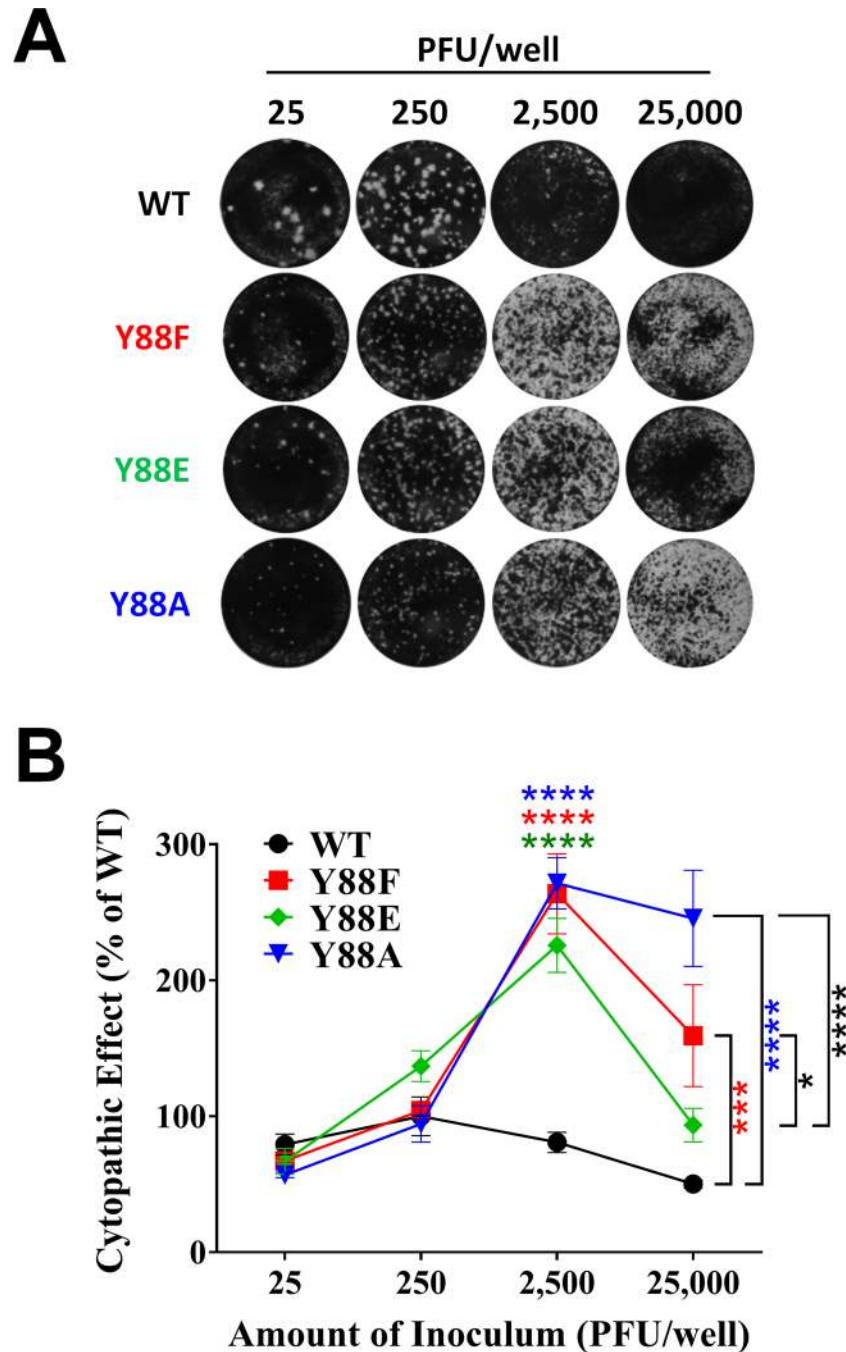 A
PFU/well
25 250 2,500 25,000
WT
Y88F
Y88E
Y88A
B
****
****
****
Cytopathic Effect (% of WT)
300
200
100
0
WT
Y88F
Y88E
Y88A
***
****
*
****
25 250 2,500 25,000
Amount of Inoculum (PFU/well)